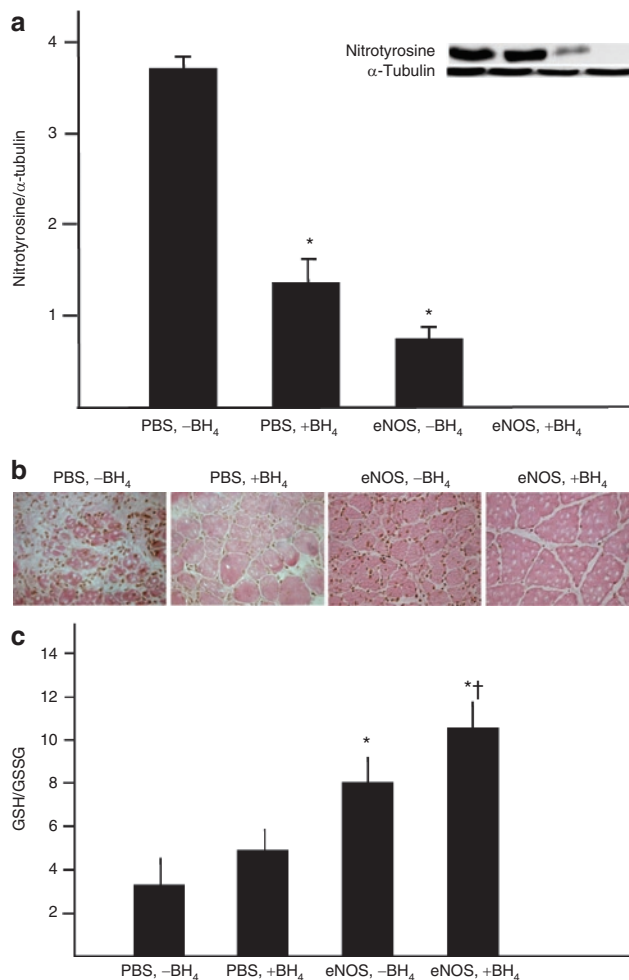 a
Nitrotyrosine
α-Tubulin
4
3
2
1
Nitrotyrosine/α-tubulin
*
*
PBS, –BH4
PBS, +BH4
eNOS, –BH4
eNOS, +BH4
b
PBS, –BH4
PBS, +BH4
eNOS, –BH4
eNOS, +BH4
c
14
12
10
8
6
4
2
GSH/GSSG
*
*†
PBS, –BH4
PBS, +BH4
eNOS, –BH4
eNOS, +BH4